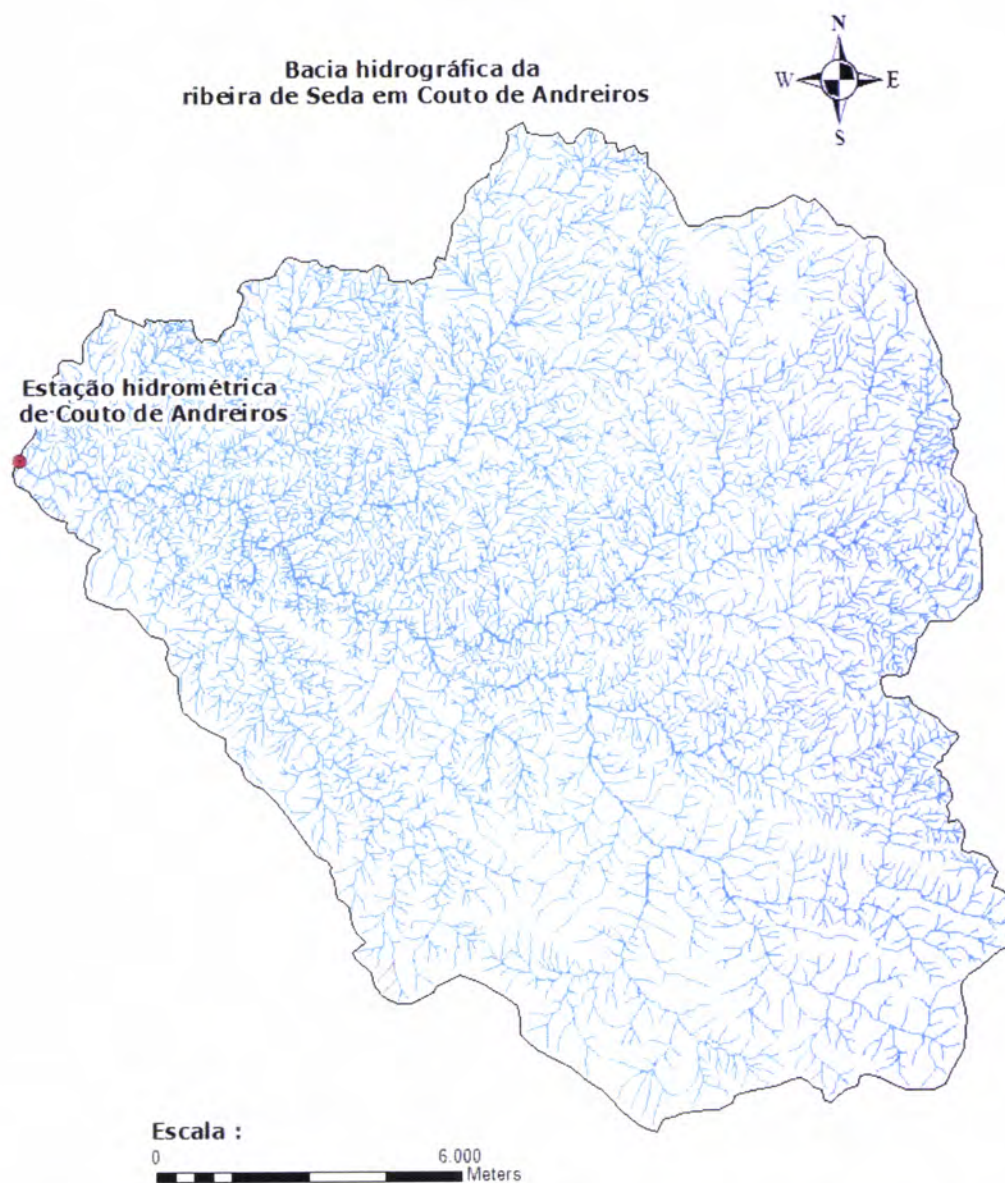 Bacia hidrográfica da
ribeira de Seda em Couto de Andreiros
N
W E
S
Estação hidrométrica
de Couto de Andreiros
Escala :
0 6.000
Meters